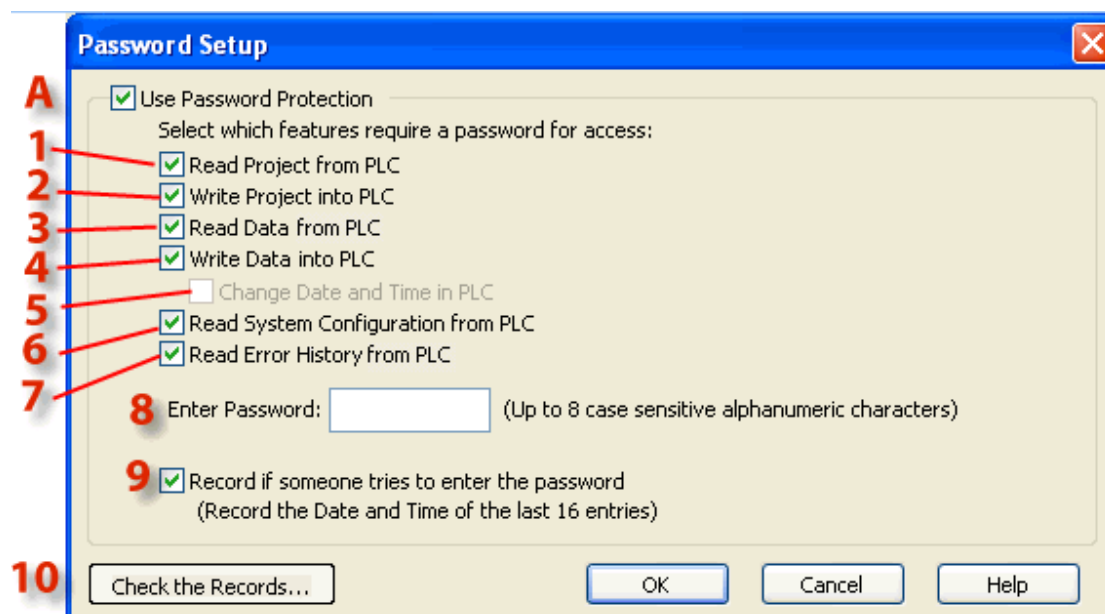 Password Setup
A Use Password Protection
Select which features require a password for access:
1 Read Project from PLC
2 Write Project into PLC
3 Read Data from PLC
4 Write Data into PLC
5 Change Date and Time in PLC
6 Read System Configuration from PLC
7 Read Error History from PLC
8 Enter Password: (Up to 8 case sensitive alphanumeric characters)
9 Record if someone tries to enter the password
(Record the Date and Time of the last 16 entries)
10 Check the Records... OK Cancel Help